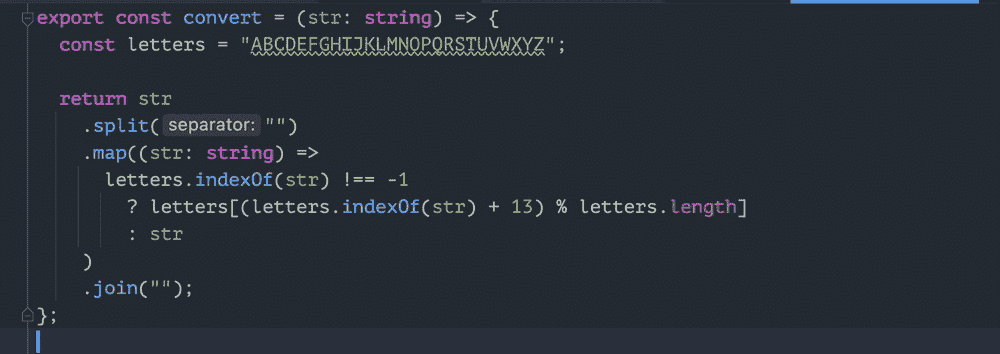 export const convert = (str: string) => {
  const letters = "ABCDEFGHIJKLMNOPQRSTUVWXYZ";

  return str
    .split( separator: "")
    .map((str: string) =>
      letters.indexOf(str) !== -1
        ? letters[(letters.indexOf(str) + 13) % letters.length]
        : str
    )
    .join("");
};